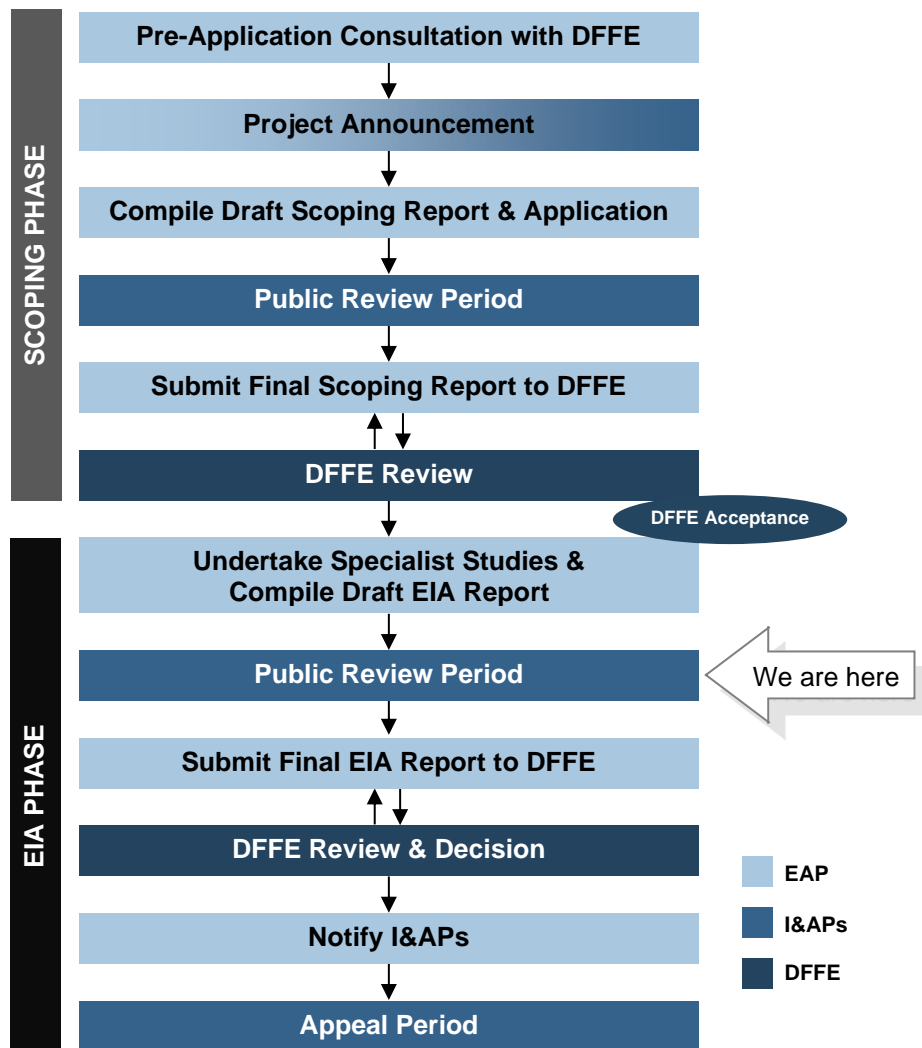 SCOPING PHASE
Pre-Application Consultation with DFFE
Project Announcement
Compile Draft Scoping Report & Application
Public Review Period
Submit Final Scoping Report to DFFE
DFFE Review
DFFE Acceptance
EIA PHASE
Undertake Specialist Studies &
Compile Draft EIA Report
Public Review Period
We are here
Submit Final EIA Report to DFFE
DFFE Review & Decision
Notify I&APs
Appeal Period
EAP
I&APs
DFFE